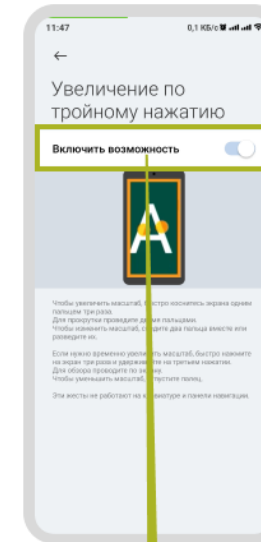 11:47
0,1 КБ/с
←
Увеличение по
тройному нажатию
Включить возможность
A
Чтобы увеличить масштаб, быстро коснитесь экрана одним
пальцем три раза.
Для прокрутки проведите двумя пальцами.
Чтобы изменить масштаб, сводите два пальца вместе или
разведите их.
Если нужно временно увеличить масштаб, быстро нажмите
на экран три раза и удерживайте на третьем нажатии.
Для обзора проводите по экрану.
Чтобы уменьшить масштаб, отпустите палец.
Эти жесты не работают на клавиатуре и панели навигации.